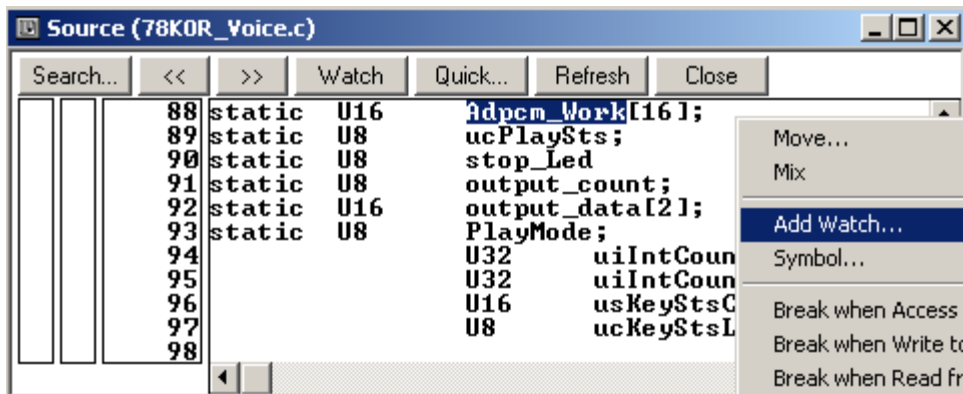 Source (78K0R_Voice.c)
Search... << >> Watch Quick... Refresh Close
88 static U16 Adpcm_Work[16];
89 static U8 ucPlaySts;
90 static U8 stop_Led
91 static U8 output_count;
92 static U16 output_data[2];
93 static U8 PlayMode;
94 U32 uiIntCoun
95 U32 uiIntCoun
96 U16 usKeyStsC
97 U8 ucKeyStsL
98
Move...
Mix
Add Watch...
Symbol...
Break when Access
Break when Write to
Break when Read fr